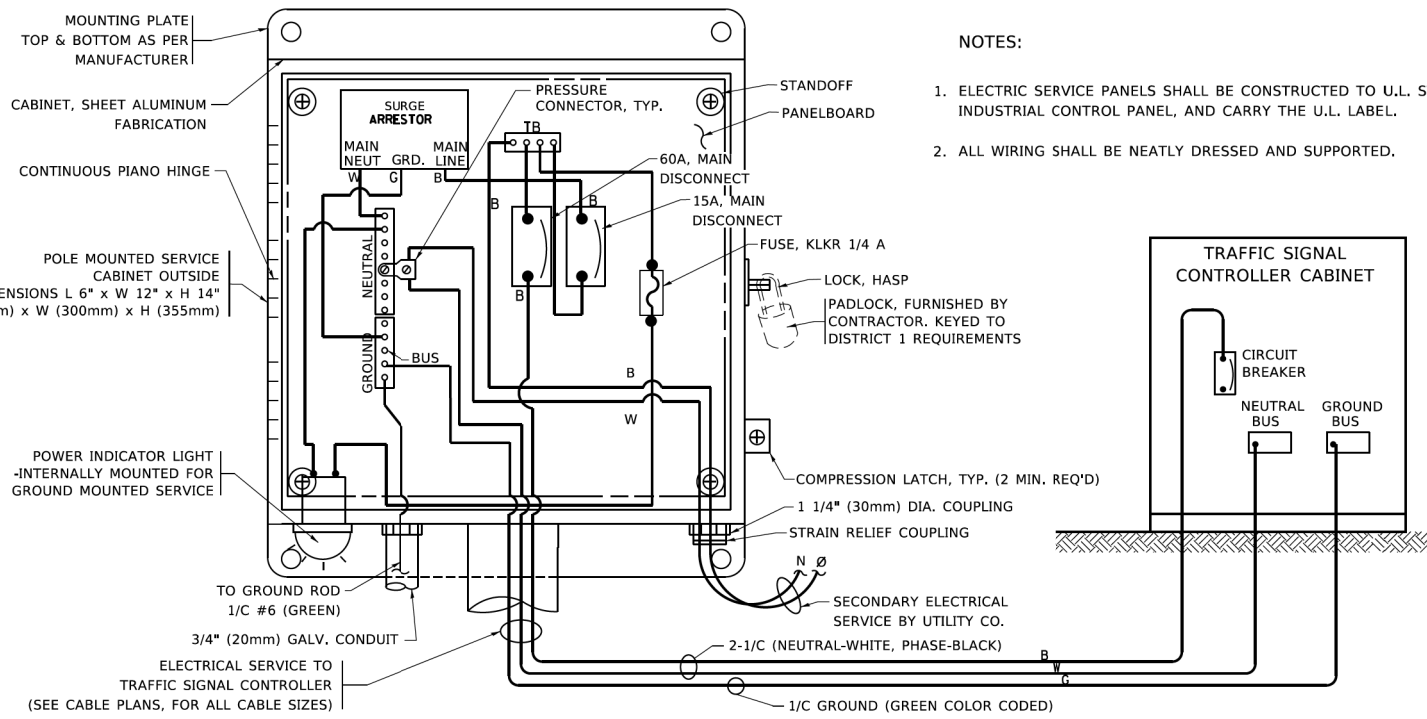 MOUNTING PLATE
TOP & BOTTOM AS PER
MANUFACTURER
CABINET, SHEET ALUMINUM
FABRICATION
CONTINUOUS PIANO HINGE
POLE MOUNTED SERVICE
CABINET OUTSIDE
ENSIONS L 6" x W 12" x H 14"
m) x W (300mm) x H (355mm)
POWER INDICATOR LIGHT
-INTERNALLY MOUNTED FOR
GROUND MOUNTED SERVICE
TO GROUND ROD
1/C #6 (GREEN)
3/4" (20mm) GALV. CONDUIT
ELECTRICAL SERVICE TO
TRAFFIC SIGNAL CONTROLLER
(SEE CABLE PLANS, FOR ALL CABLE SIZES)
SURGE
ARRESTOR
MAIN
NEUT
GRD.
MAIN
LINE
W
G
B
PRESSURE
CONNECTOR, TYP.
TB
60A, MAIN
DISCONNECT
B
B
15A, MAIN
DISCONNECT
B
NEUTRAL
GROUND
BUS
B
W
STANDOFF
PANELBOARD
FUSE, KLKR 1/4 A
LOCK, HASP
PADLOCK, FURNISHED BY
CONTRACTOR. KEYED TO
DISTRICT 1 REQUIREMENTS
COMPRESSION LATCH, TYP. (2 MIN. REQ'D)
1 1/4" (30mm) DIA. COUPLING
STRAIN RELIEF COUPLING
N Ø
SECONDARY ELECTRICAL
SERVICE BY UTILITY CO.
2-1/C (NEUTRAL-WHITE, PHASE-BLACK)
B
W
G
1/C GROUND (GREEN COLOR CODED)
NOTES:
1. ELECTRIC SERVICE PANELS SHALL BE CONSTRUCTED TO U.L. S
INDUSTRIAL CONTROL PANEL, AND CARRY THE U.L. LABEL.
2. ALL WIRING SHALL BE NEATLY DRESSED AND SUPPORTED.
TRAFFIC SIGNAL
CONTROLLER CABINET
CIRCUIT
BREAKER
NEUTRAL
BUS
GROUND
BUS